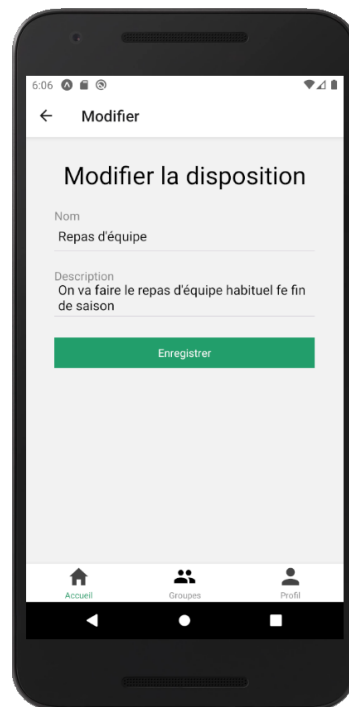 6:06
Modifier
Modifier la disposition
Nom
Repas d'équipe
Description
On va faire le repas d'équipe habituel fe fin
de saison
Enregistrer
Accueil Groupes Profil